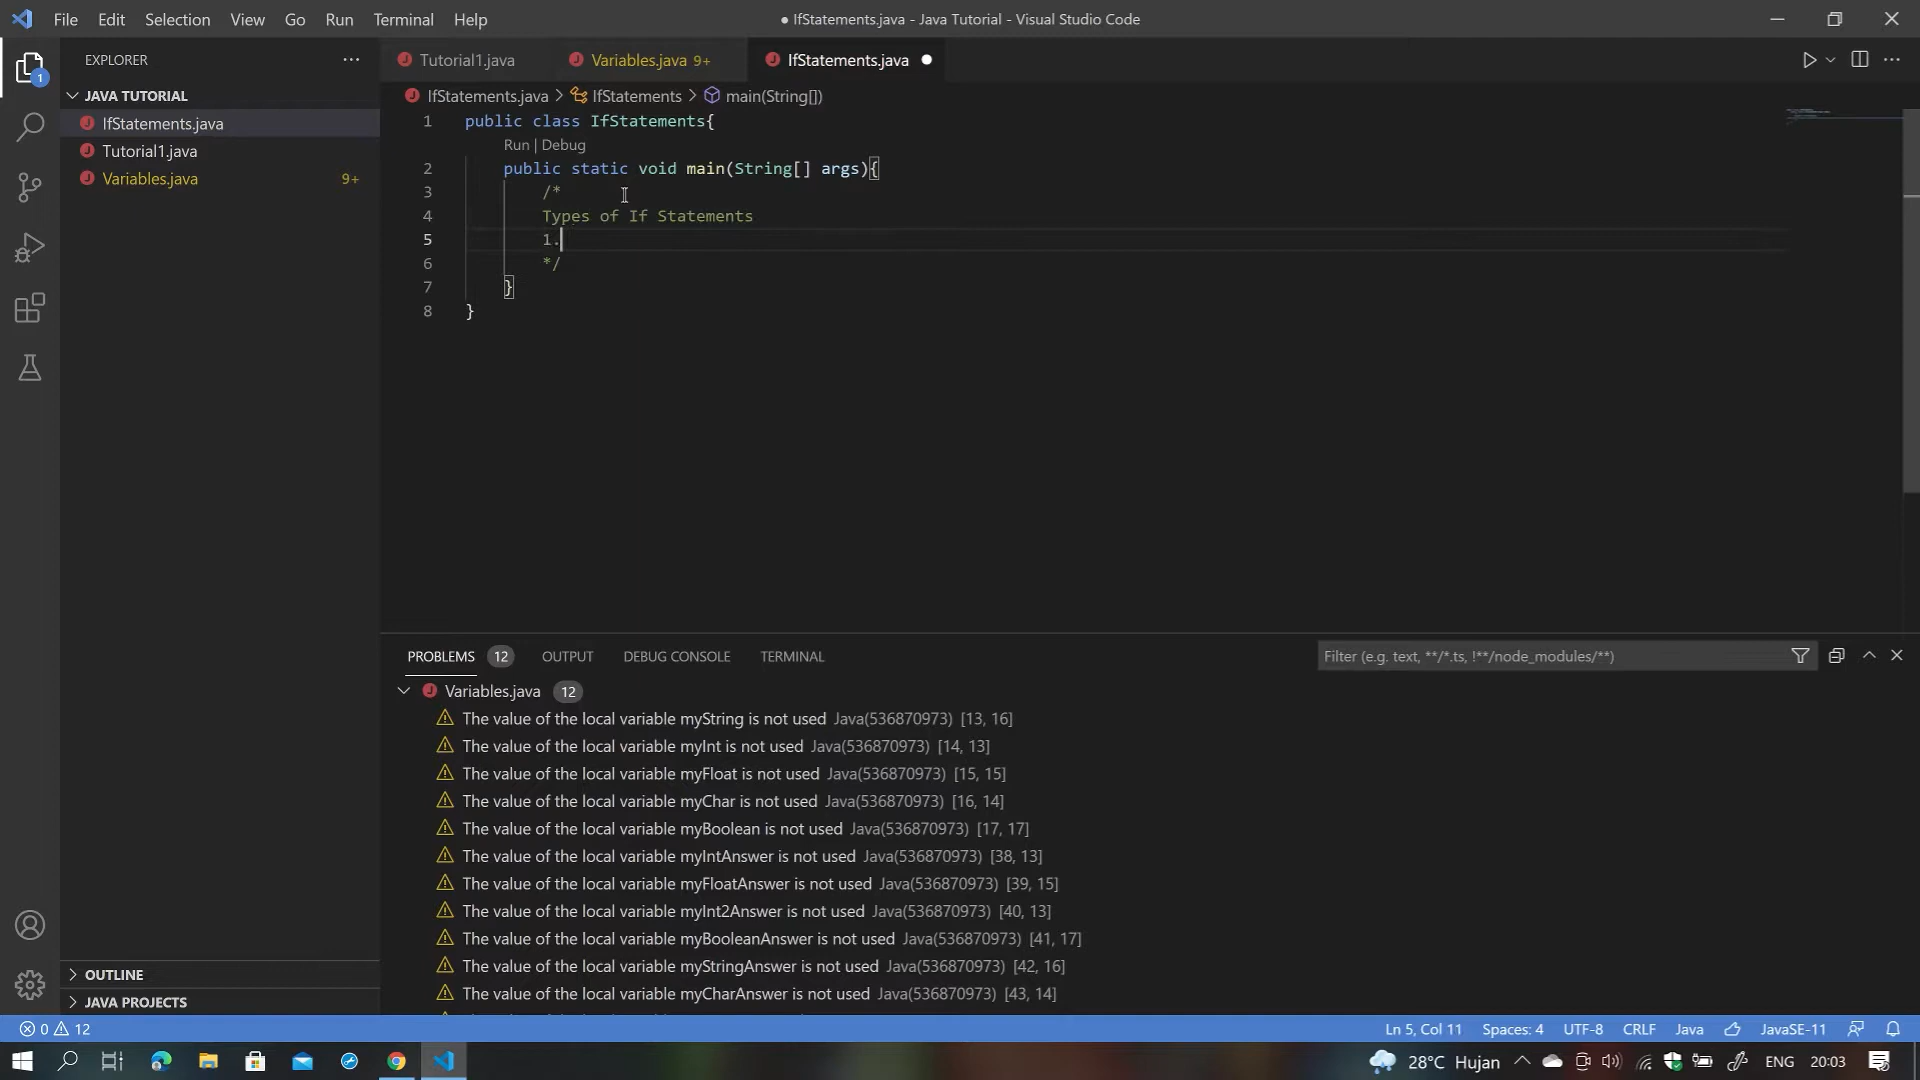 File Edit Selection View Go Run Terminal Help
● IfStatements.java - Java Tutorial - Visual Studio Code
1
EXPLORER
JAVA TUTORIAL
IfStatements.java
Tutorial1.java
Variables.java 9+
OUTLINE
JAVA PROJECTS
Tutorial1.java Variables.java 9+ IfStatements.java
IfStatements.java > IfStatements > main(String[])
1 public class IfStatements{
Run | Debug
2 public static void main(String[] args){
3 /*
4 Types of If Statements
5 1.
6 */
7 }
8 }
PROBLEMS 12 OUTPUT DEBUG CONSOLE TERMINAL
Filter (e.g. text, **/*.ts, !**/node_modules/**)
Variables.java 12
The value of the local variable myString is not used Java(536870973) [13, 16]
The value of the local variable myInt is not used Java(536870973) [14, 13]
The value of the local variable myFloat is not used Java(536870973) [15, 15]
The value of the local variable myChar is not used Java(536870973) [16, 14]
The value of the local variable myBoolean is not used Java(536870973) [17, 17]
The value of the local variable myIntAnswer is not used Java(536870973) [38, 13]
The value of the local variable myFloatAnswer is not used Java(536870973) [39, 15]
The value of the local variable myInt2Answer is not used Java(536870973) [40, 13]
The value of the local variable myBooleanAnswer is not used Java(536870973) [41, 17]
The value of the local variable myStringAnswer is not used Java(536870973) [42, 16]
The value of the local variable myCharAnswer is not used Java(536870973) [43, 14]
0 12
Ln 5, Col 11 Spaces: 4 UTF-8 CRLF Java JavaSE-11
28°C Hujan ENG 20:03